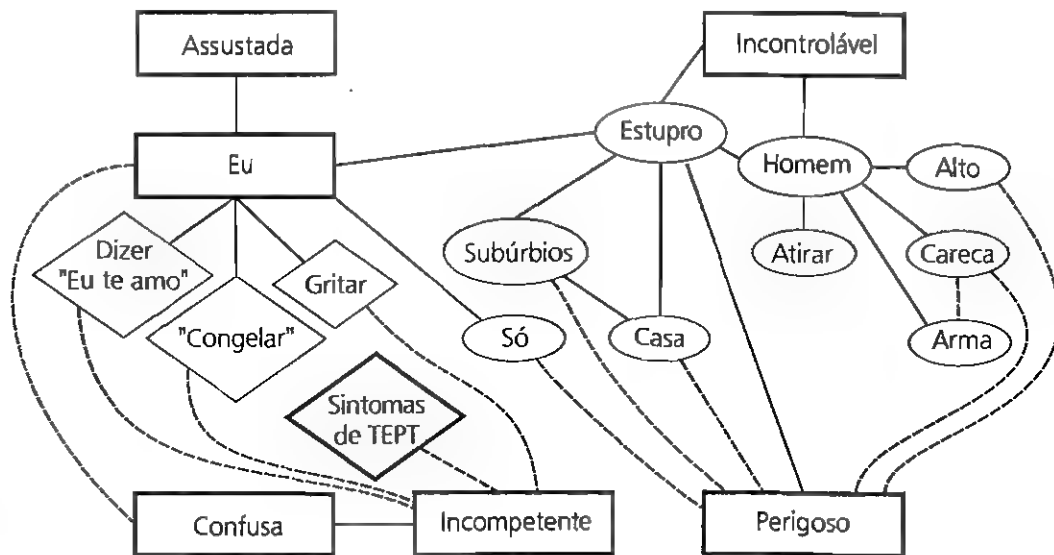 Assustada
Incontrolável
Estupro
Eu
Homem
Alto
Dizer
"Eu te amo"
Gritar
Subúrbios
Atirar
Careca
"Congelar"
Só
Casa
Arma
Sintomas
de TEPT
Confusa
Incompetente
Perigoso